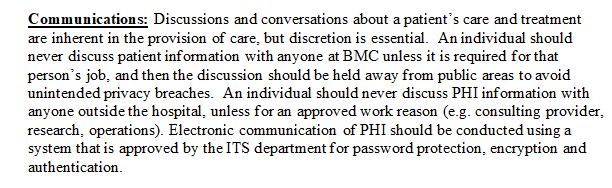 Communications: Discussions and conversations about a patient's care and treatment
are inherent in the provision of care, but discretion is essential. An individual should
never discuss patient information with anyone at BMC unless it is required for that
person's job, and then the discussion should be held away from public areas to avoid
unintended privacy breaches. An individual should never discuss PHI information with
anyone outside the hospital, unless for an approved work reason (e.g. consulting provider,
research, operations). Electronic communication of PHI should be conducted using a
system that is approved by the ITS department for password protection, encryption and
authentication.